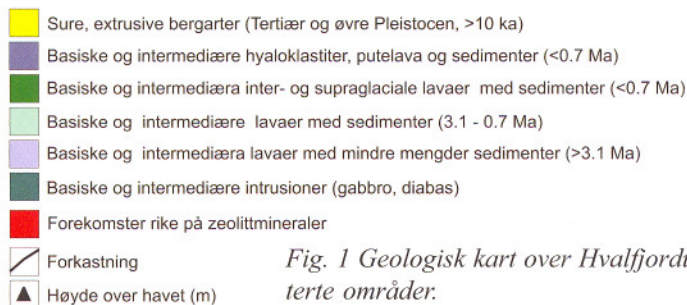 Sure, extrusive bergarter (Tertiær og øvre Pleistocen, >10 ka)
Basiske og intermediære hyaloklastiter, putelava og sedimenter (<0.7 Ma)
Basiske og intermediæra inter- og supraglaciale lavaer med sedimenter (<0.7 Ma)
Basiske og intermediære lavaer med sedimenter (3.1 - 0.7 Ma)
Basiske og intermediæra lavaer med mindre mengder sedimenter (>3.1 Ma)
Basiske og intermediære intrusioner (gabbro, diabas)
Forekomster rike på zeolittmineraler
Forkastning
Høyde over havet (m)
Fig. 1 Geologisk kart over Hvalfjord
terte områder.